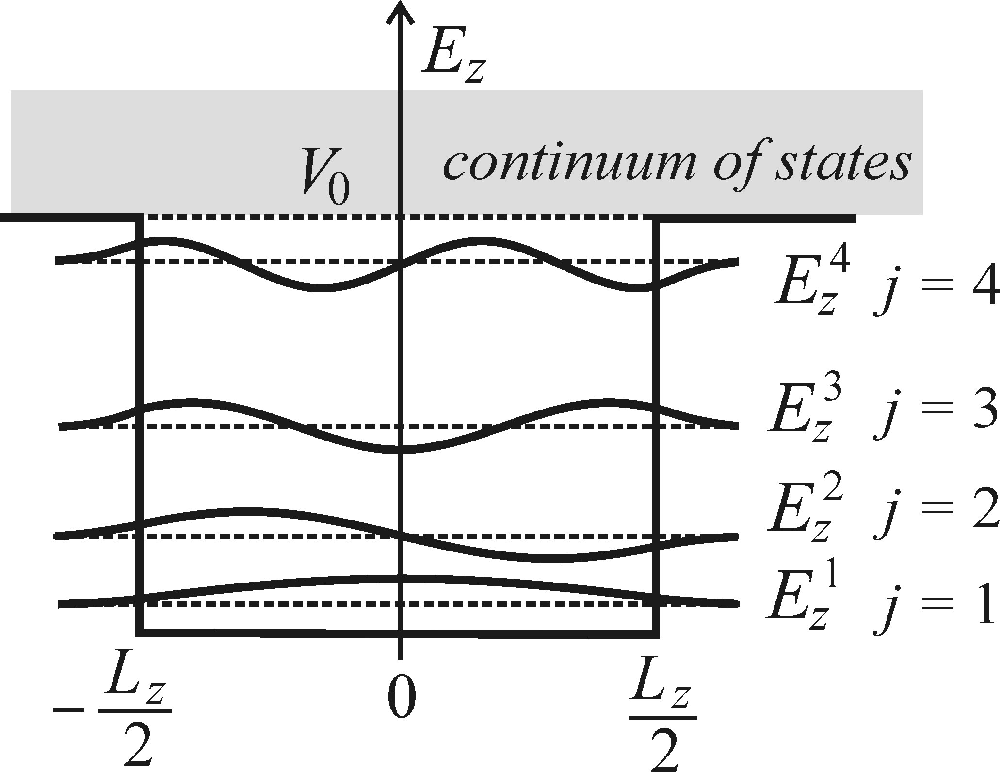 E_z
V_0
continuum of states
E_z^4 j = 4
E_z^3 j = 3
E_z^2 j = 2
E_z^1 j = 1
− L_z/2
0
L_z/2